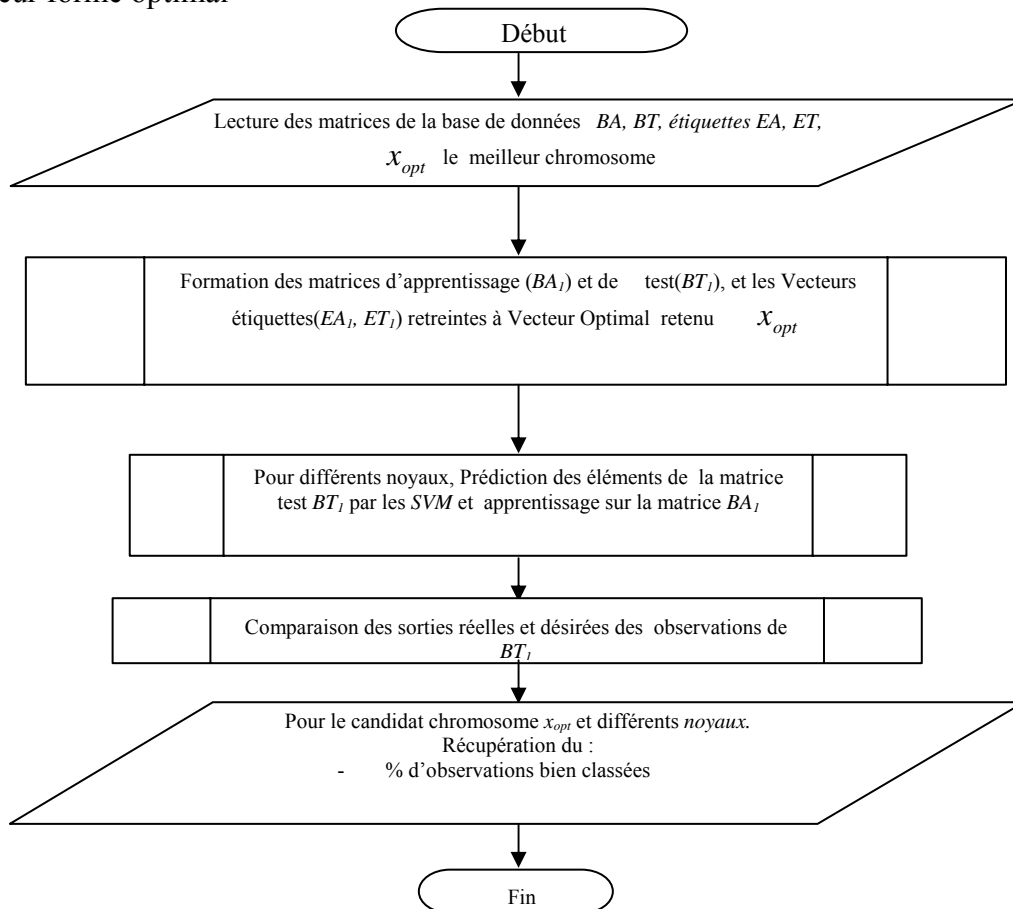 eur forme optimal
Début
Lecture des matrices de la base de données BA, BT, étiquettes EA, ET,
x_opt le meilleur chromosome
Formation des matrices d’apprentissage (BA1) et de test(BT1), et les Vecteurs
étiquettes(EA1, ET1) retreintes à Vecteur Optimal retenu x_opt
Pour différents noyaux, Prédiction des éléments de la matrice
test BT1 par les SVM et apprentissage sur la matrice BA1
Comparaison des sorties réelles et désirées des observations de
BT1
Pour le candidat chromosome x_opt et différents noyaux.
Récupération du :
- % d’observations bien classées
Fin